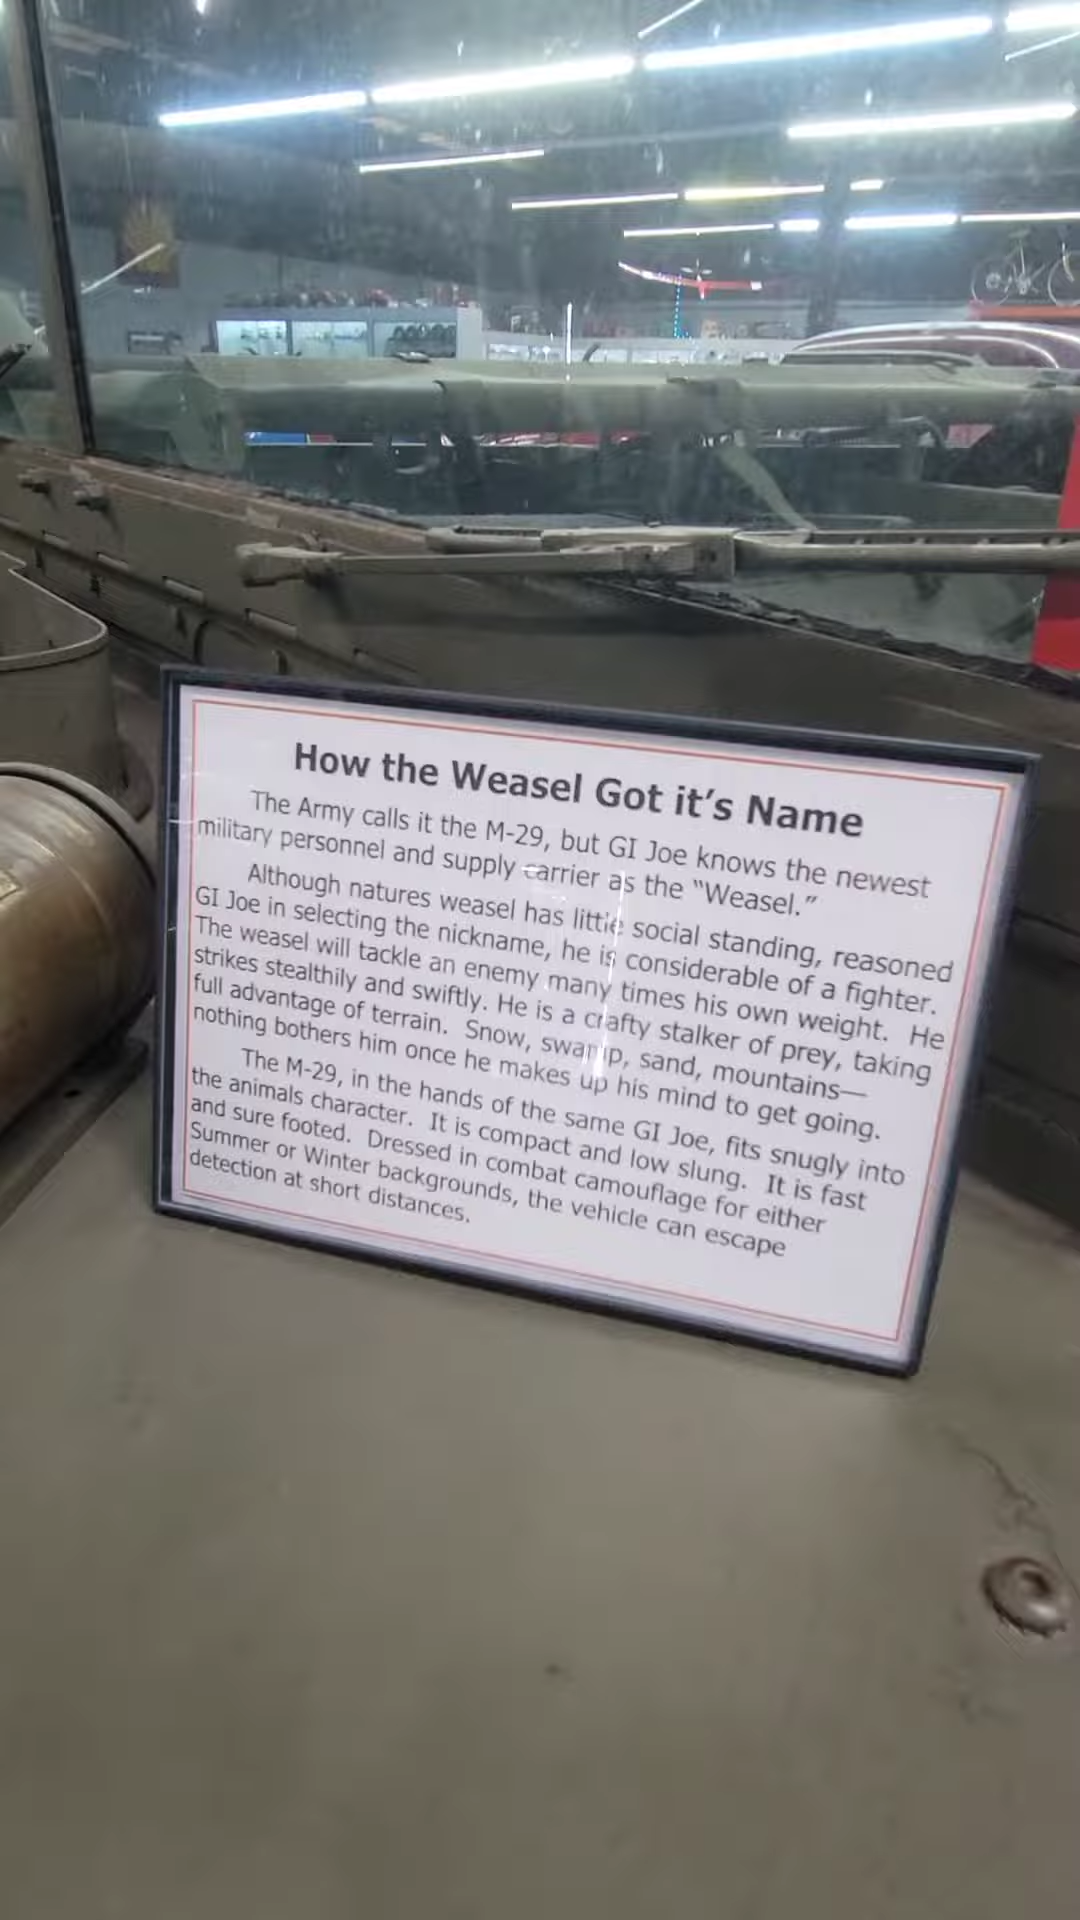 How the Weasel Got it's Name
The Army calls it the M-29, but GI Joe knows the newest
military personnel and supply carrier as the “Weasel.”
Although natures weasel has little social standing, reasoned
GI Joe in selecting the nickname, he is considerable of a fighter.
The weasel will tackle an enemy many times his own weight. He
strikes stealthily and swiftly. He is a crafty stalker of prey, taking
full advantage of terrain. Snow, swamp, sand, mountains—
nothing bothers him once he makes up his mind to get going.
The M-29, in the hands of the same GI Joe, fits snugly into
the animals character. It is compact and low slung. It is fast
and sure footed. Dressed in combat camouflage for either
Summer or Winter backgrounds, the vehicle can escape
detection at short distances.